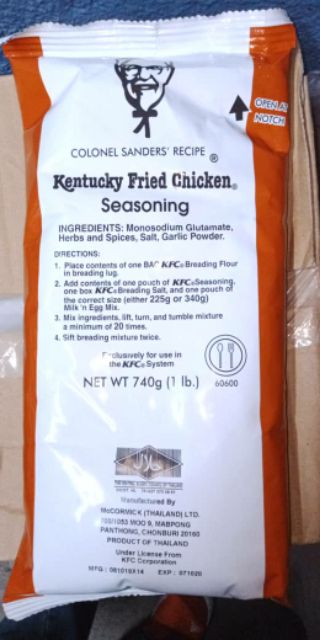 OPEN AT
NOTCH
COLONEL SANDERS' RECIPE ®
Kentucky Fried Chicken®
Seasoning
INGREDIENTS: Monosodium Glutamate,
Herbs and Spices, Salt, Garlic Powder.
DIRECTIONS:
1. Place contents of one BAG KFC® Breading Flour
in breading lug.
2. Add contents of one pouch of KFC® Seasoning,
one box KFC® Breading Salt, and one pouch of
the correct size (either 225g or 340g)
Milk 'n Egg Mix.
3. Mix ingredients, lift, turn, and tumble mixture
a minimum of 20 times.
4. Sift breading mixture twice.
Exclusively for use in
the KFC® System
NET WT 740g (1 lb.)
60600
Manufactured By
McCORMICK (THAILAND) LTD.
MOO 9, MABPONG
PANTHONG, CHONBURI 20160
PRODUCT OF THAILAND
Under License From
KFC Corporation
MFG : 081019X14 EXP : 071020